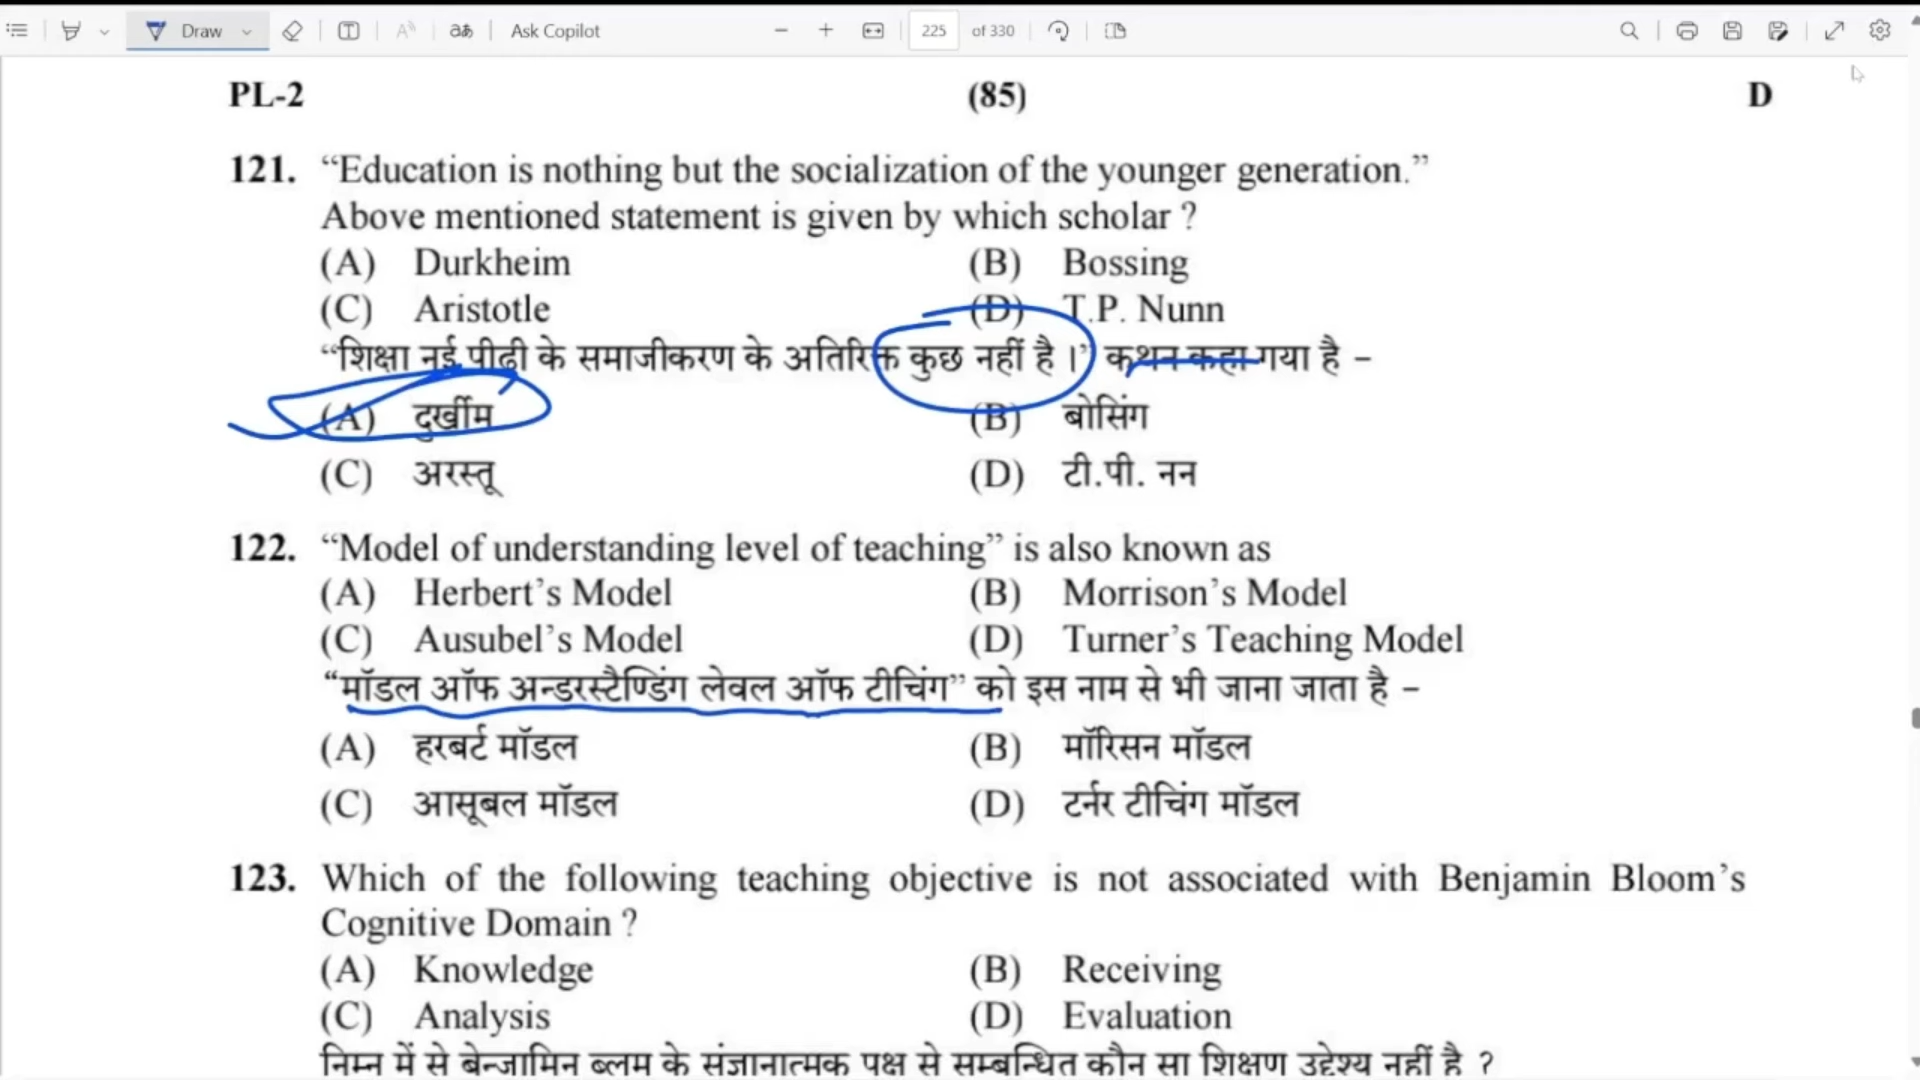 Draw Ask Copilot 225 of 330
PL-2 (85) D
121. “Education is nothing but the socialization of the younger generation.”
Above mentioned statement is given by which scholar ?
(A) Durkheim (B) Bossing
(C) Aristotle (D) T.P. Nunn
“शिक्षा नई पीढ़ी के समाजीकरण के अतिरिक्त कुछ नहीं है ।” कथन कहा गया है –
(A) दुर्खीम (B) बोसिंग
(C) अरस्तू (D) टी.पी. नन
122. “Model of understanding level of teaching” is also known as
(A) Herbert’s Model (B) Morrison’s Model
(C) Ausubel’s Model (D) Turner’s Teaching Model
“मॉडल ऑफ अन्डरस्टैण्डिंग लेवल ऑफ टीचिंग” को इस नाम से भी जाना जाता है –
(A) हरबर्ट मॉडल (B) मॉरिसन मॉडल
(C) आसूबल मॉडल (D) टर्नर टीचिंग मॉडल
123. Which of the following teaching objective is not associated with Benjamin Bloom’s
Cognitive Domain ?
(A) Knowledge (B) Receiving
(C) Analysis (D) Evaluation
निम्न में से बेन्जामिन ब्लम के संज्ञानात्मक पक्ष से सम्बन्धित कौन सा शिक्षण उद्देश्य नहीं है ?